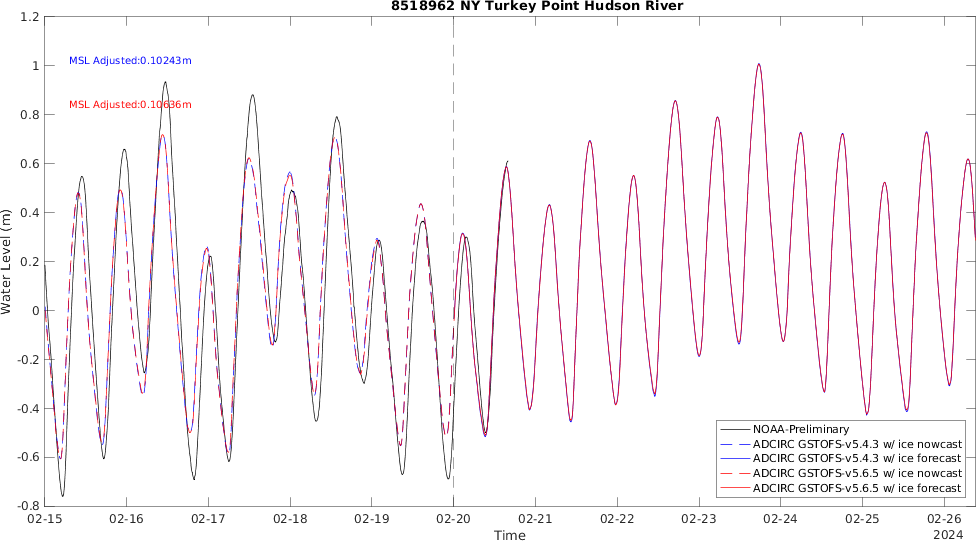 8518962 NY Turkey Point Hudson River
1.2
1
0.8
0.6
0.4
0.2
0
-0.2
-0.4
-0.6
-0.8
Water Level (m)
MSL Adjusted:0.10243m
MSL Adjusted:0.10636m
NOAA-Preliminary
ADCIRC GSTOFS-v5.4.3 w/ ice nowcast
ADCIRC GSTOFS-v5.4.3 w/ ice forecast
ADCIRC GSTOFS-v5.6.5 w/ ice nowcast
ADCIRC GSTOFS-v5.6.5 w/ ice forecast
02-15 02-16 02-17 02-18 02-19 02-20 02-21 02-22 02-23 02-24 02-25 02-26
Time
2024